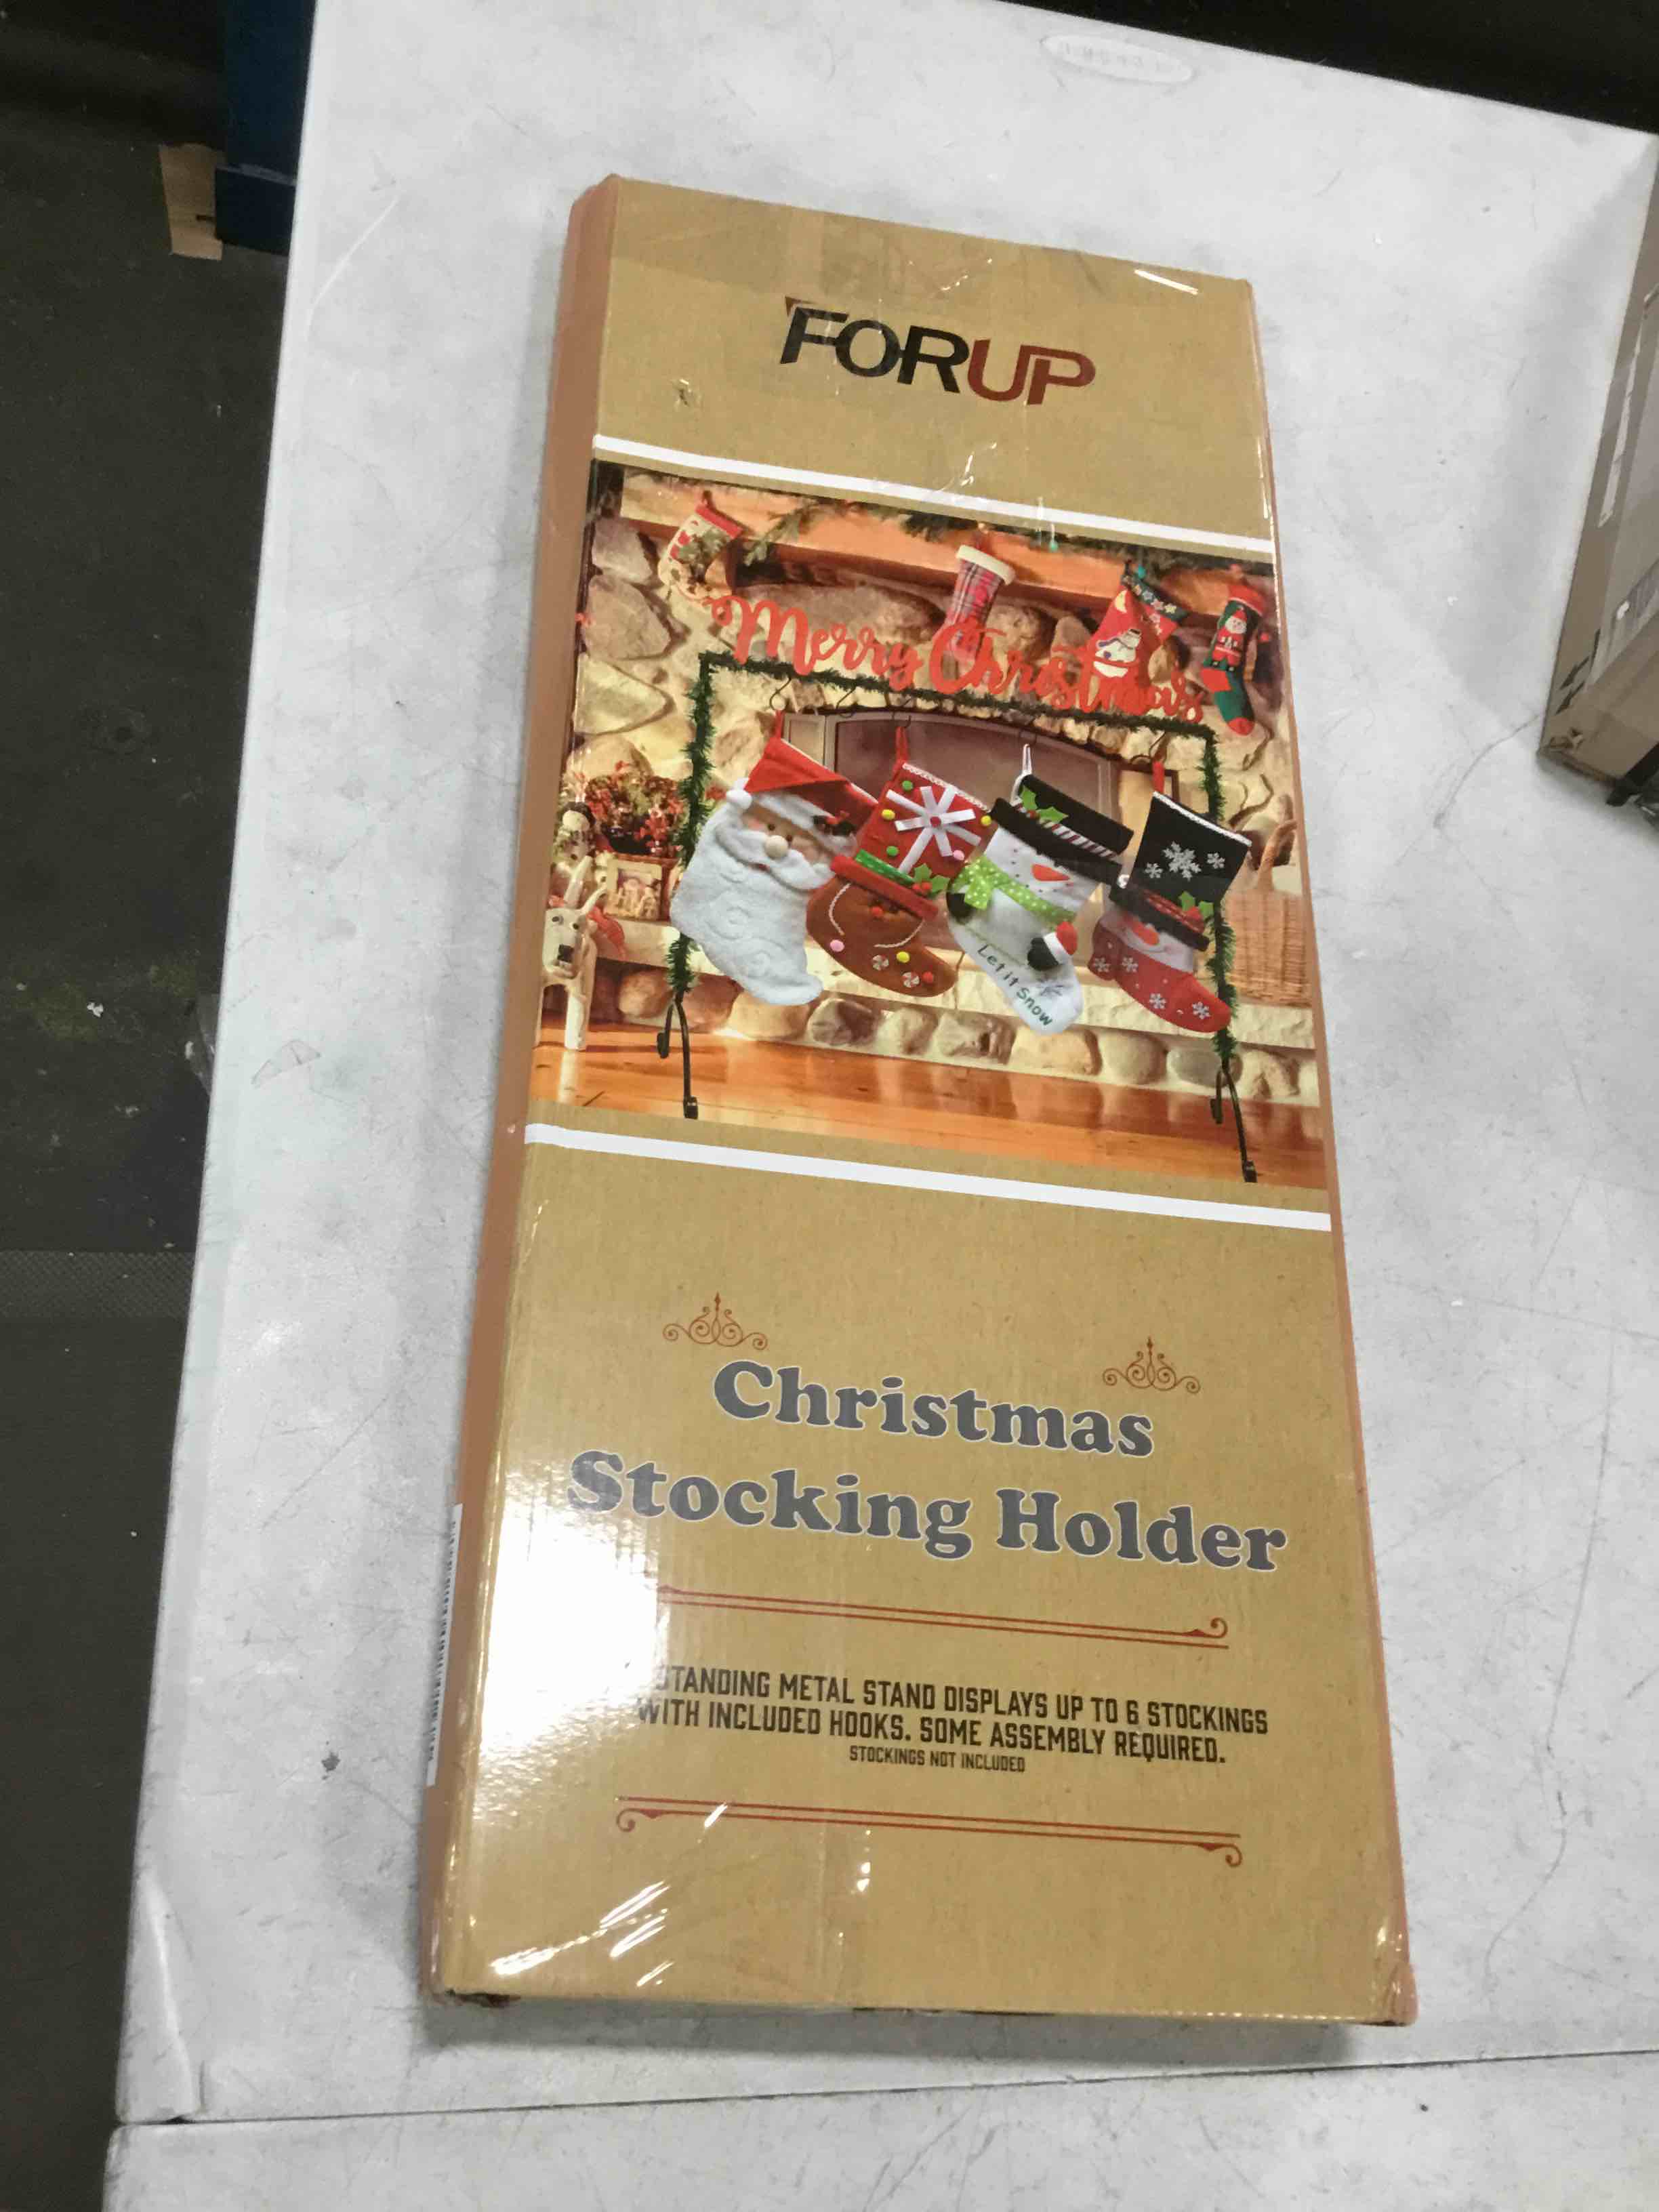 FORUP
Merry Christmas
Let it Snow
Christmas
Stocking Holder
STANDING METAL STAND DISPLAYS UP TO 6 STOCKINGS
WITH INCLUDED HOOKS. SOME ASSEMBLY REQUIRED.
STOCKINGS NOT INCLUDED